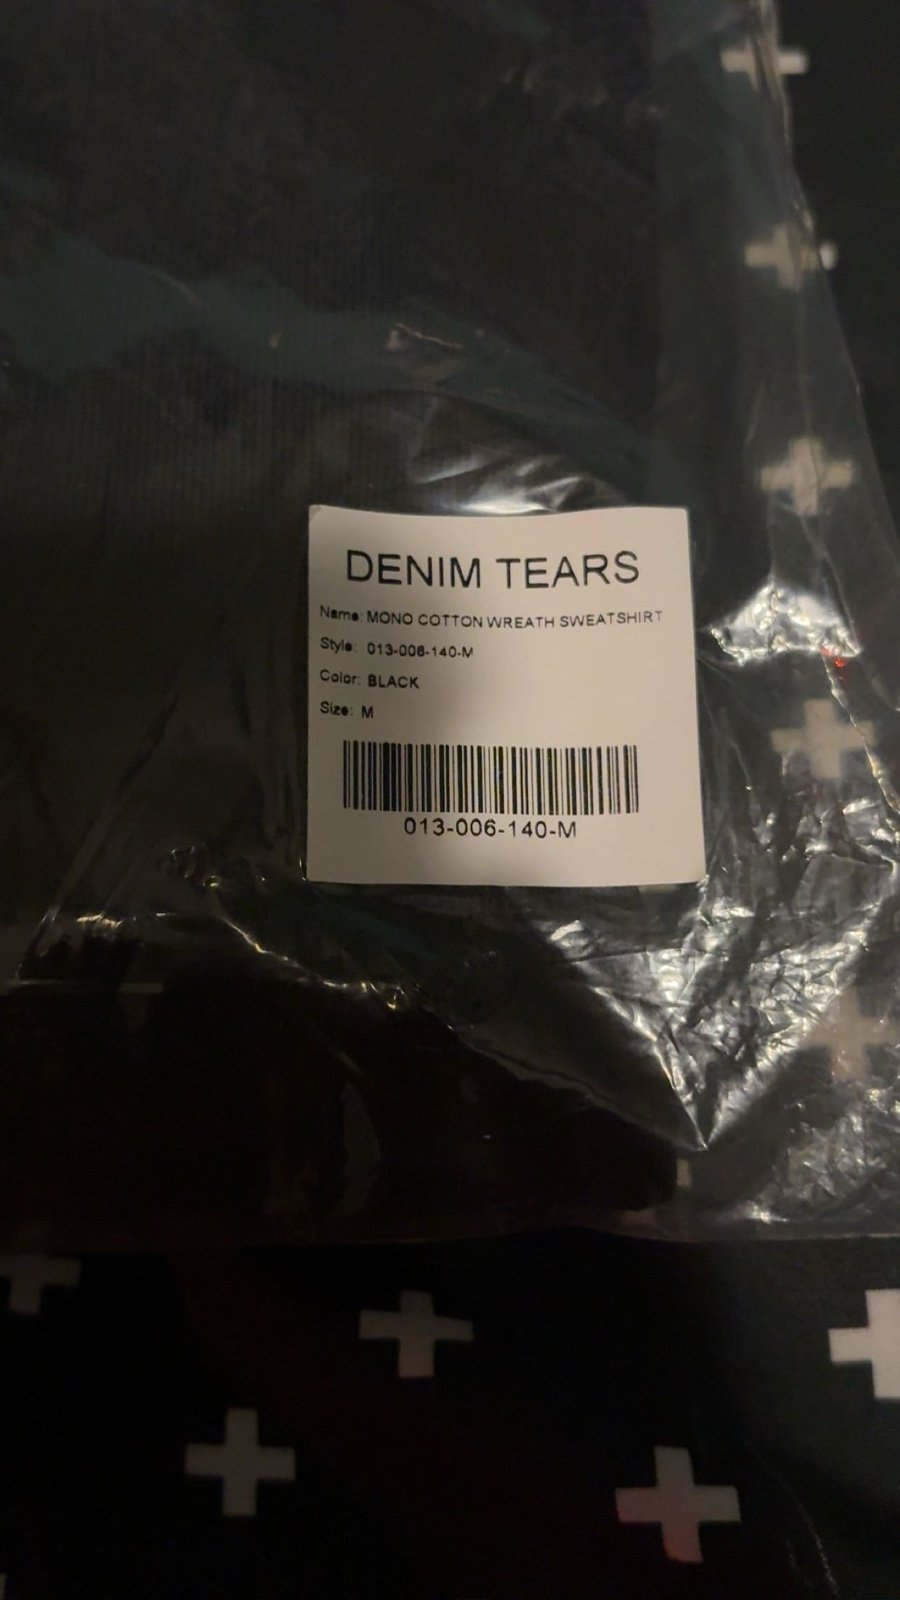 DENIM TEARS
Name: MONO COTTON WREATH SWEATSHIRT
Style: 013-006-140-M
Color: BLACK
Size: M
013-006-140-M